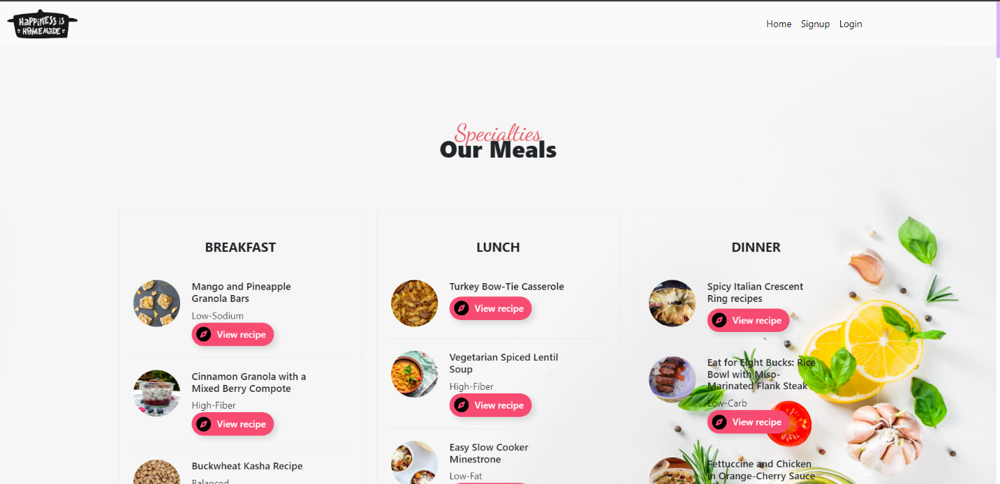 HaPPiNESS iS
HOMEMADE
Home Signup Login
Specialties
Our Meals
BREAKFAST
Mango and Pineapple
Granola Bars
Low-Sodium
View recipe
Cinnamon Granola with a
Mixed Berry Compote
High-Fiber
View recipe
Buckwheat Kasha Recipe
Balanced
LUNCH
Turkey Bow-Tie Casserole
View recipe
Vegetarian Spiced Lentil
Soup
High-Fiber
View recipe
Easy Slow Cooker
Minestrone
Low-Fat
DINNER
Spicy Italian Crescent
Ring recipes
View recipe
Eat for Eight Bucks: Rice
Bowl with Miso-
Marinated Flank Steak
Low-Carb
View recipe
Fettuccine and Chicken
in Orange-Cherry Sauce